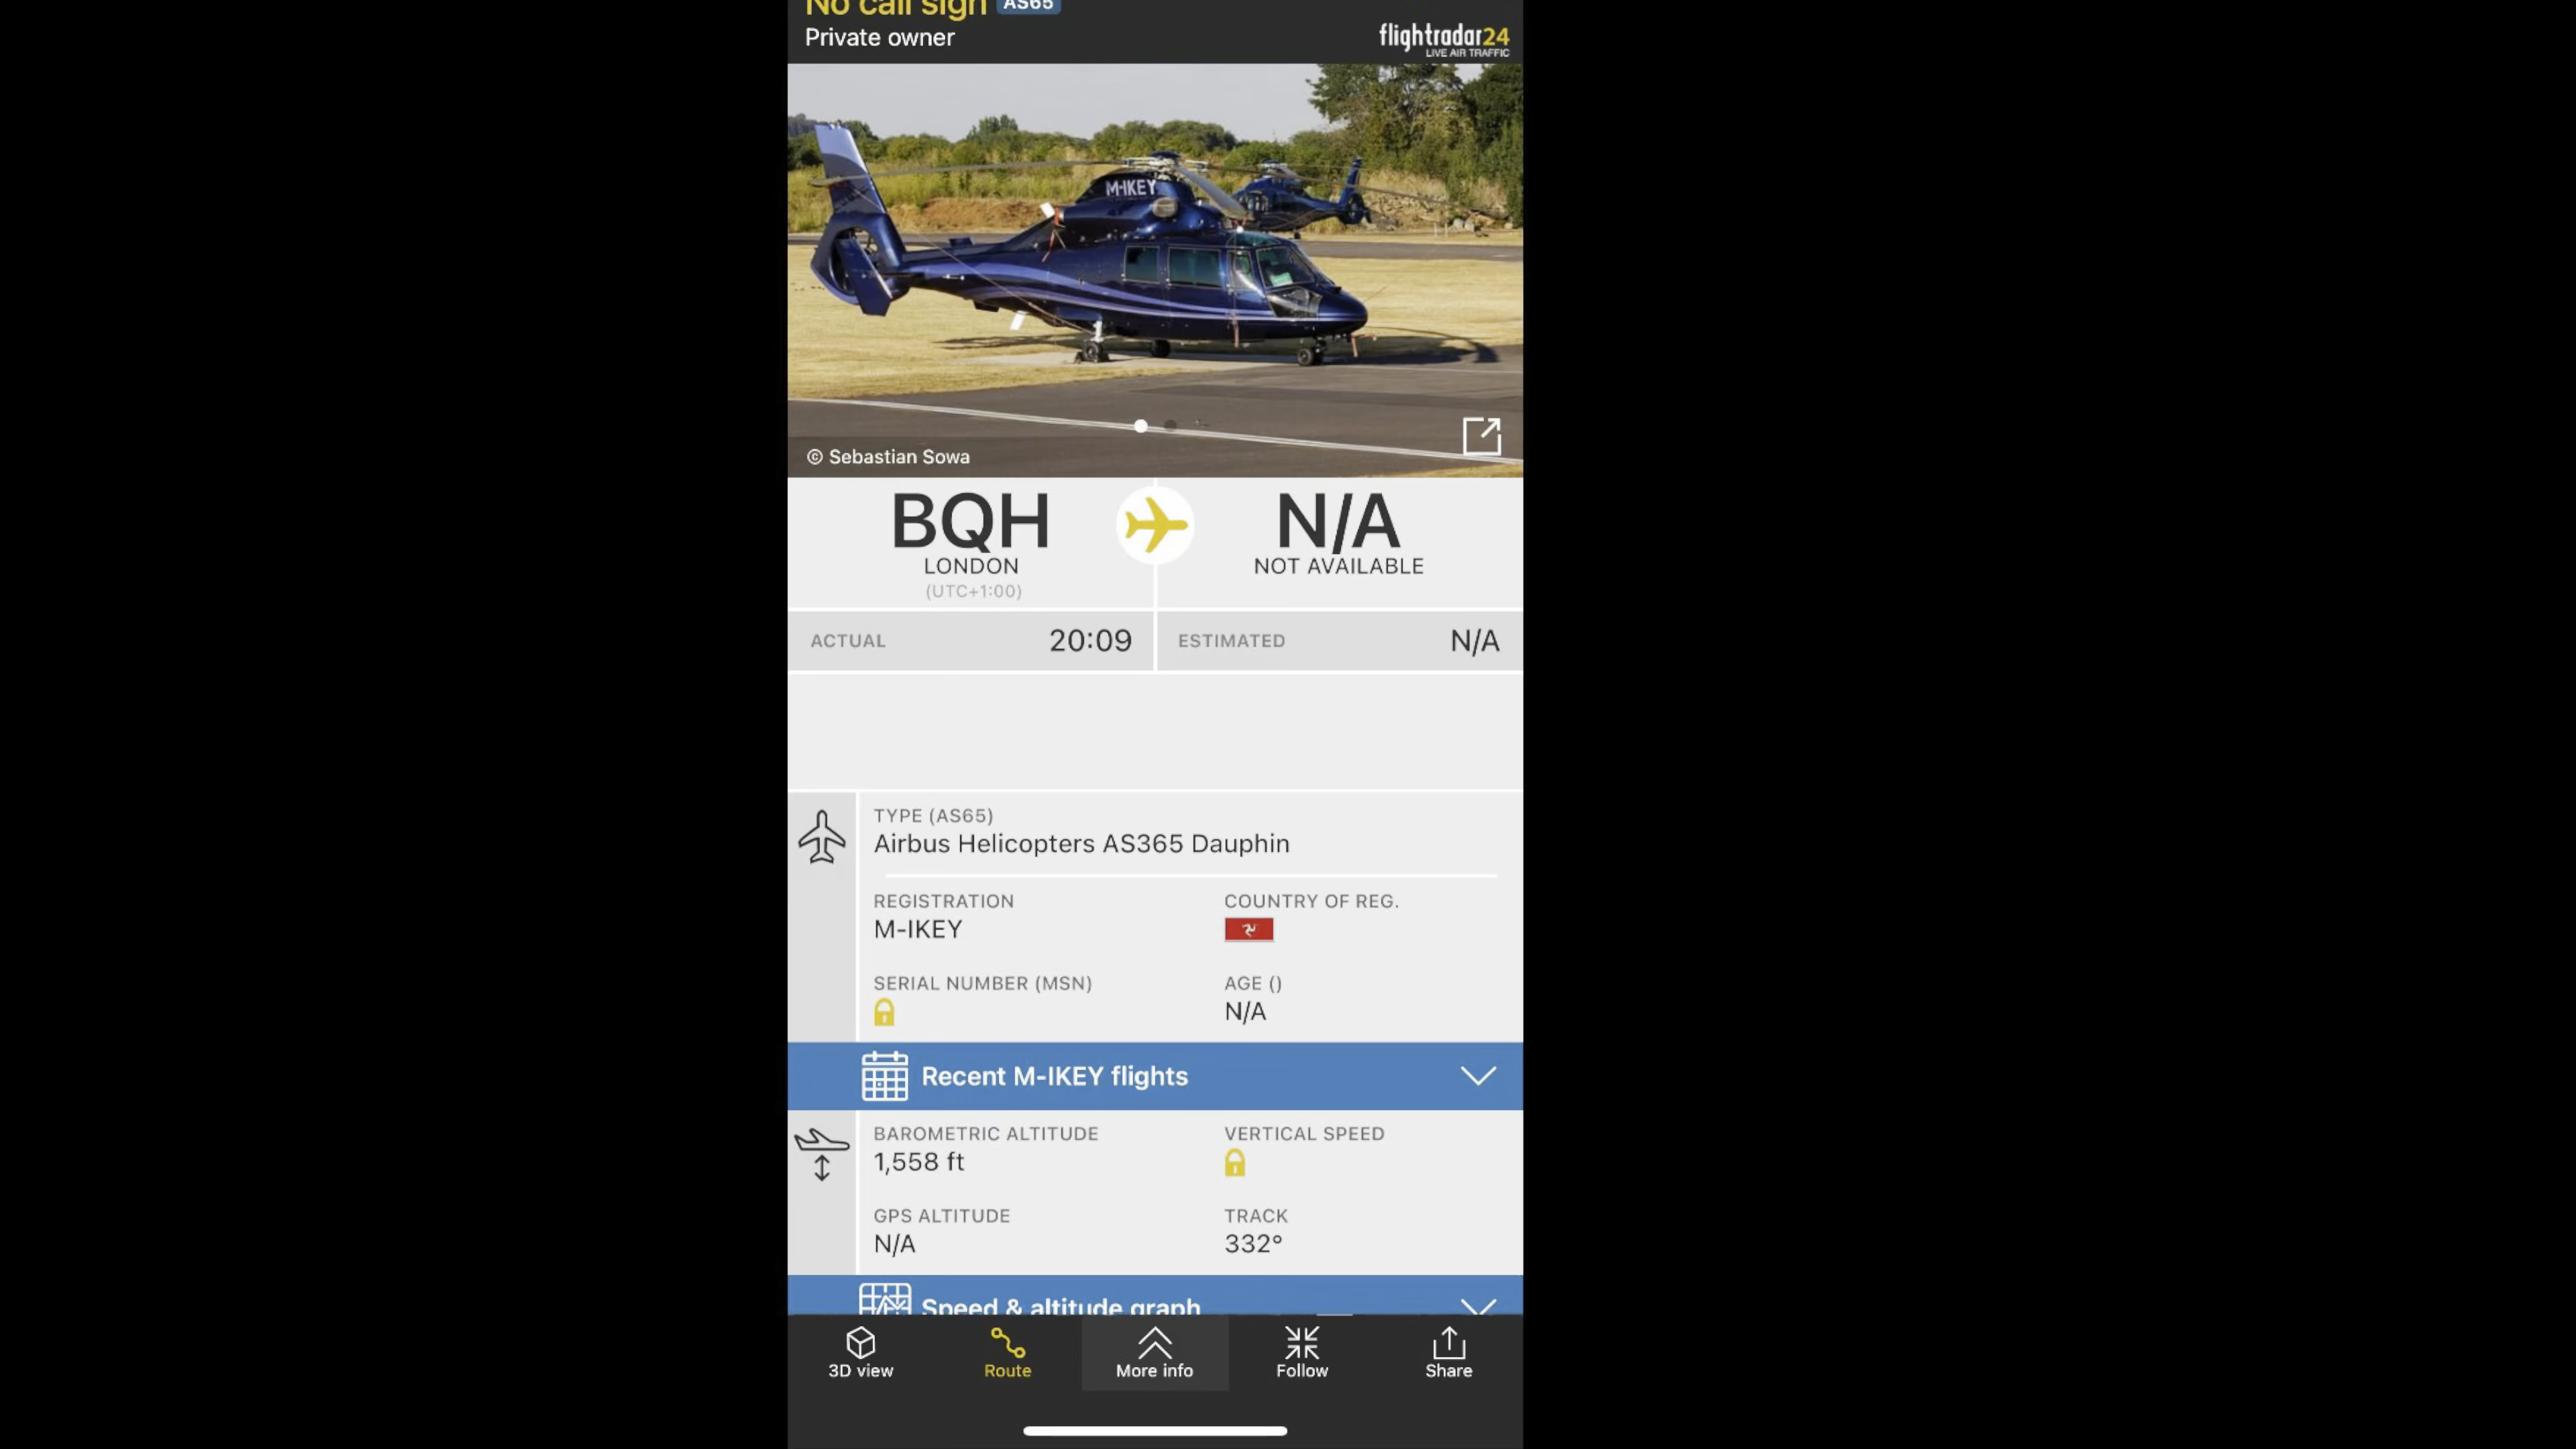 No call sign AS65
Private owner
flightradar24
LIVE AIR TRAFFIC
M-IKEY
© Sebastian Sowa
BQH
LONDON
(UTC+1:00)
N/A
NOT AVAILABLE
ACTUAL 20:09
ESTIMATED N/A
TYPE (AS65)
Airbus Helicopters AS365 Dauphin
REGISTRATION
M-IKEY
COUNTRY OF REG.
SERIAL NUMBER (MSN)
AGE ()
N/A
Recent M-IKEY flights
BAROMETRIC ALTITUDE
1,558 ft
VERTICAL SPEED
GPS ALTITUDE
N/A
TRACK
332°
Speed & altitude graph
3D view
Route
More info
Follow
Share